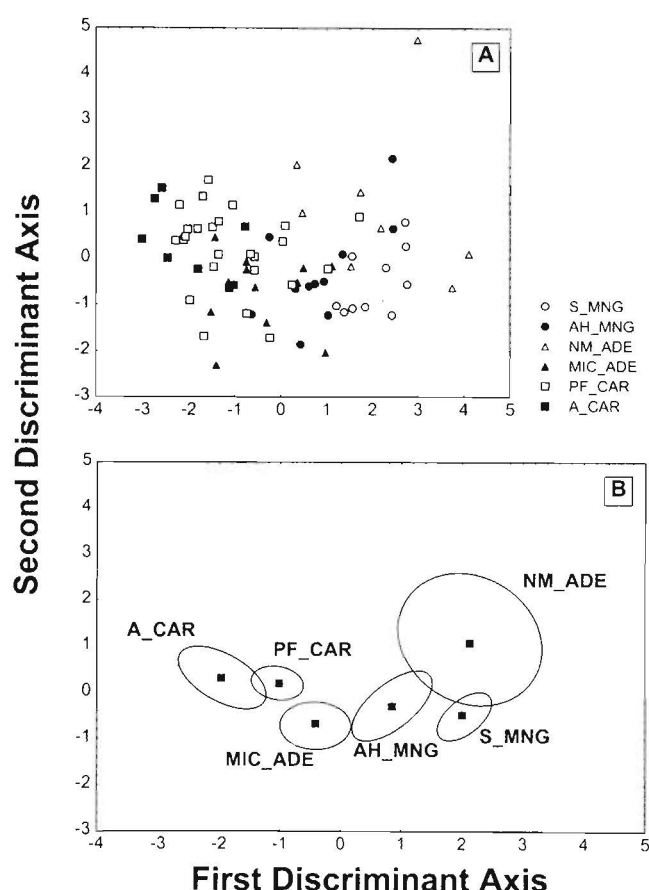 A
5
4
3
2
1
0
-1
-2
-3
-4 -3 -2 -1 0 1 2 3 4 5
S_MNG
AH_MNG
NM_ADE
MIC_ADE
PF_CAR
A_CAR
Second Discriminant Axis
B
5
4
3
2
1
0
-1
-2
-3
NM_ADE
A_CAR
PF_CAR
MIC_ADE
AH_MNG
S_MNG
-4 -3 -2 -1 0 1 2 3 4 5
First Discriminant Axis